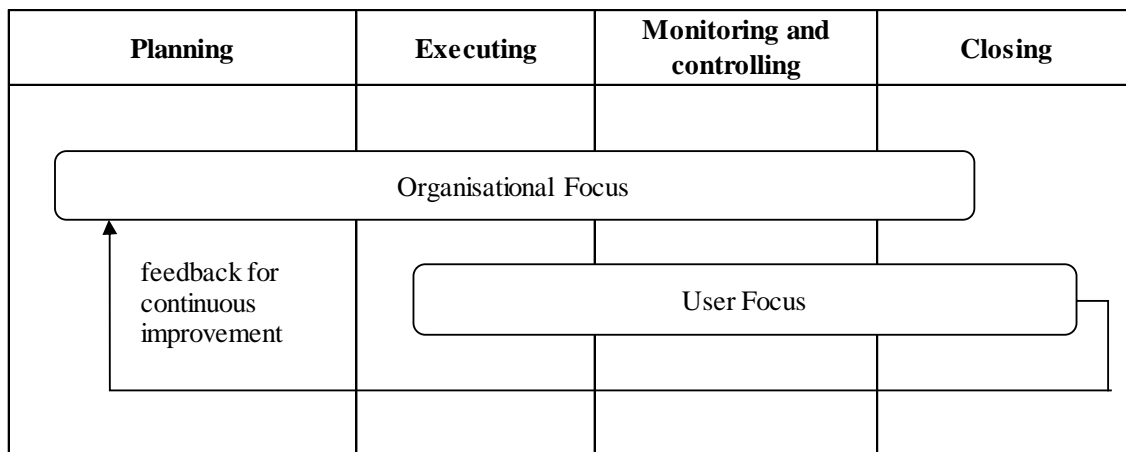 Planning
Executing
Monitoring and
controlling
Closing
Organisational Focus
feedback for
continuous
improvement
User Focus